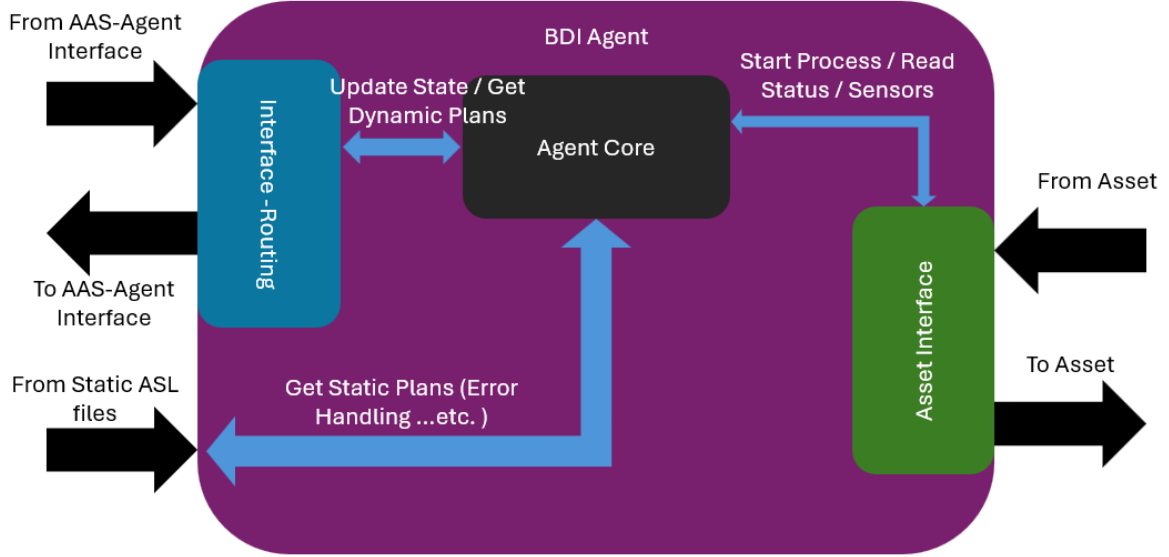 From AAS-Agent
Interface
BDI Agent
Start Process / Read
Status / Sensors
Update State / Get
Dynamic Plans
Interface -Routing
Agent Core
From Asset
To AAS-Agent
Interface
Asset Interface
To Asset
From Static ASL
files
Get Static Plans (Error
Handling ...etc. )